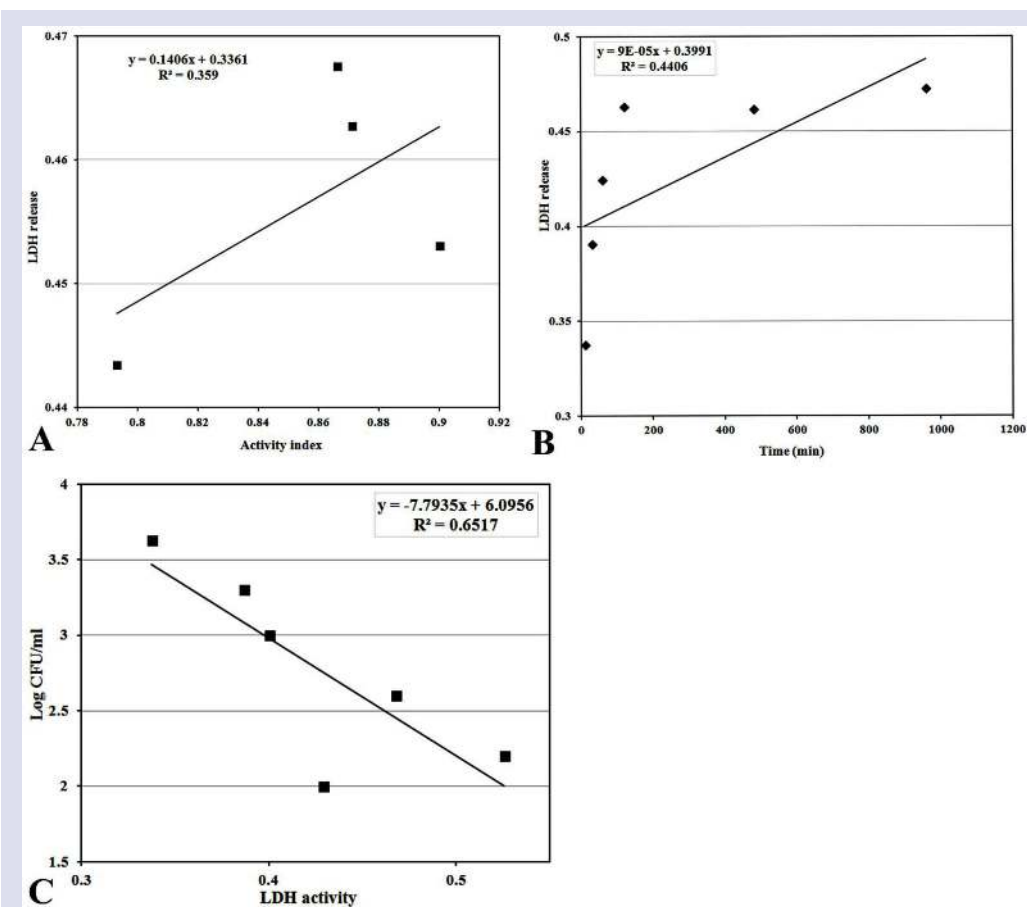 y = 0.1406x + 0.3361
R² = 0.359
0.47
0.46
0.45
0.44
LDH release
0.78
0.8
0.82
0.84
0.86
0.88
0.9
0.92
Activity index
A
y = 9E-05x + 0.3991
R² = 0.4406
0.5
0.45
0.4
0.35
0.3
LDH release
0
200
400
600
800
1000
1200
Time (min)
B
y = -7.7935x + 6.0956
R² = 0.6517
4
3.5
3
2.5
2
1.5
Log CFU/ml
0.3
0.4
0.5
LDH activity
C